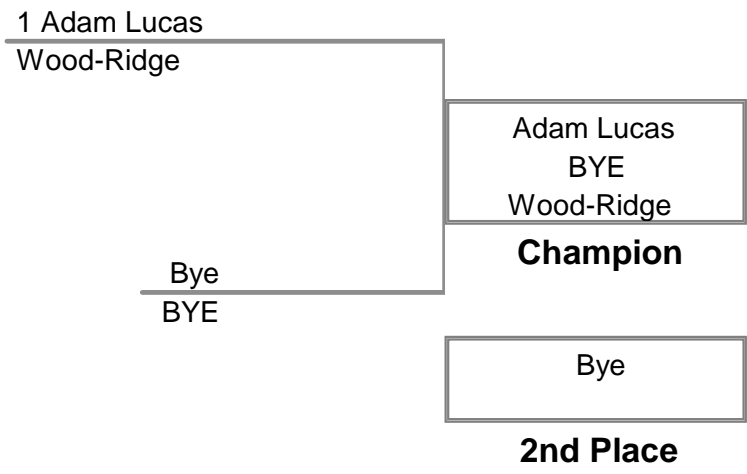 1 Adam Lucas
Wood-Ridge
Adam Lucas
BYE
Wood-Ridge
Champion
Bye
BYE
Bye
2nd Place